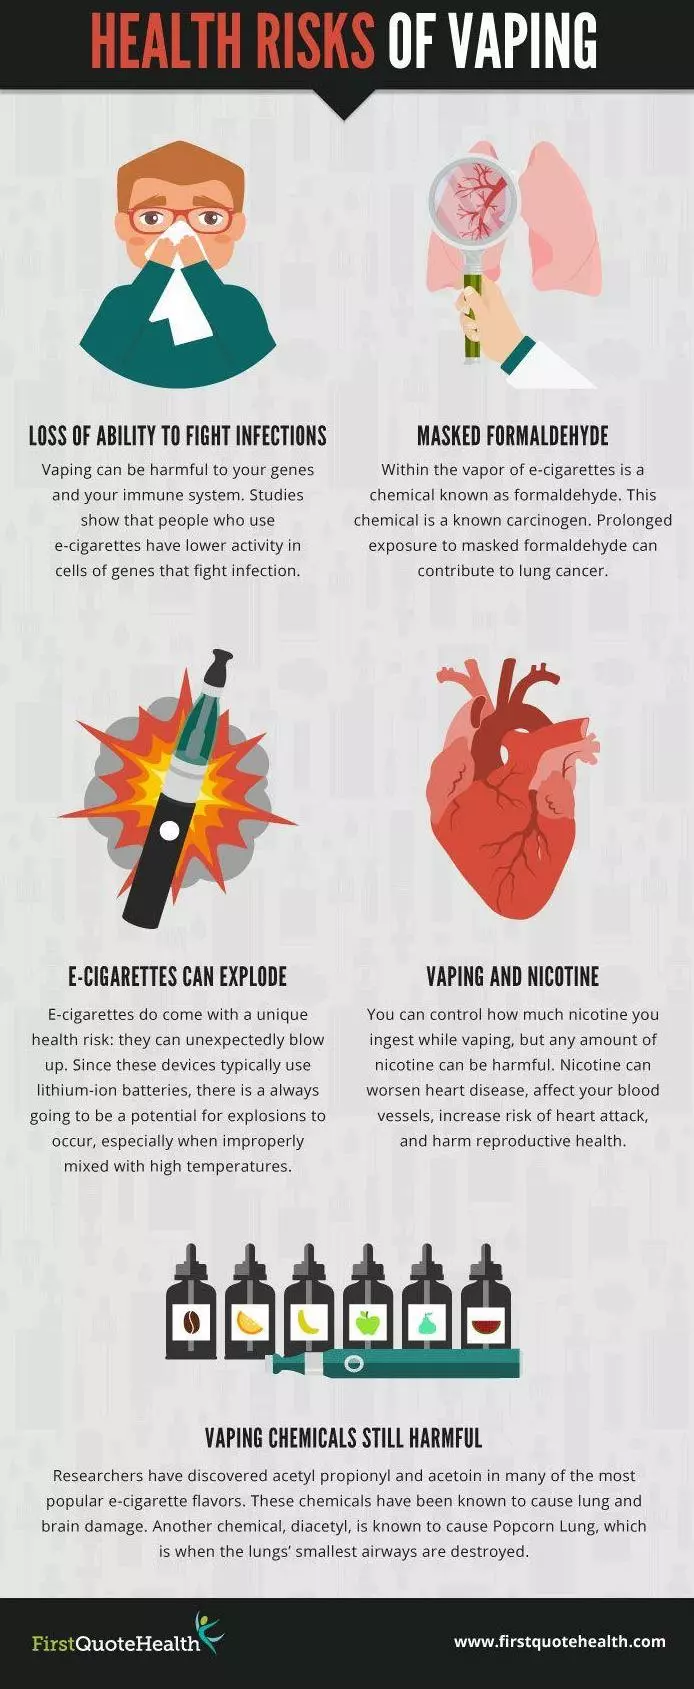 HEALTH RISKS OF VAPING
LOSS OF ABILITY TO FIGHT INFECTIONS
Vaping can be harmful to your genes
and your immune system. Studies
show that people who use
e-cigarettes have lower activity in
cells of genes that fight infection.
MASKED FORMALDEHYDE
Within the vapor of e-cigarettes is a
chemical known as formaldehyde. This
chemical is a known carcinogen. Prolonged
exposure to masked formaldehyde can
contribute to lung cancer.
E-CIGARETTES CAN EXPLODE
E-cigarettes do come with a unique
health risk: they can unexpectedly blow
up. Since these devices typically use
lithium-ion batteries, there is a always
going to be a potential for explosions to
occur, especially when improperly
mixed with high temperatures.
VAPING AND NICOTINE
You can control how much nicotine you
ingest while vaping, but any amount of
nicotine can be harmful. Nicotine can
worsen heart disease, affect your blood
vessels, increase risk of heart attack,
and harm reproductive health.
VAPING CHEMICALS STILL HARMFUL
Researchers have discovered acetyl propionyl and acetoin in many of the most
popular e-cigarette flavors. These chemicals have been known to cause lung and
brain damage. Another chemical, diacetyl, is known to cause Popcorn Lung, which
is when the lungs' smallest airways are destroyed.
FirstQuoteHealth
www.firstquotehealth.com